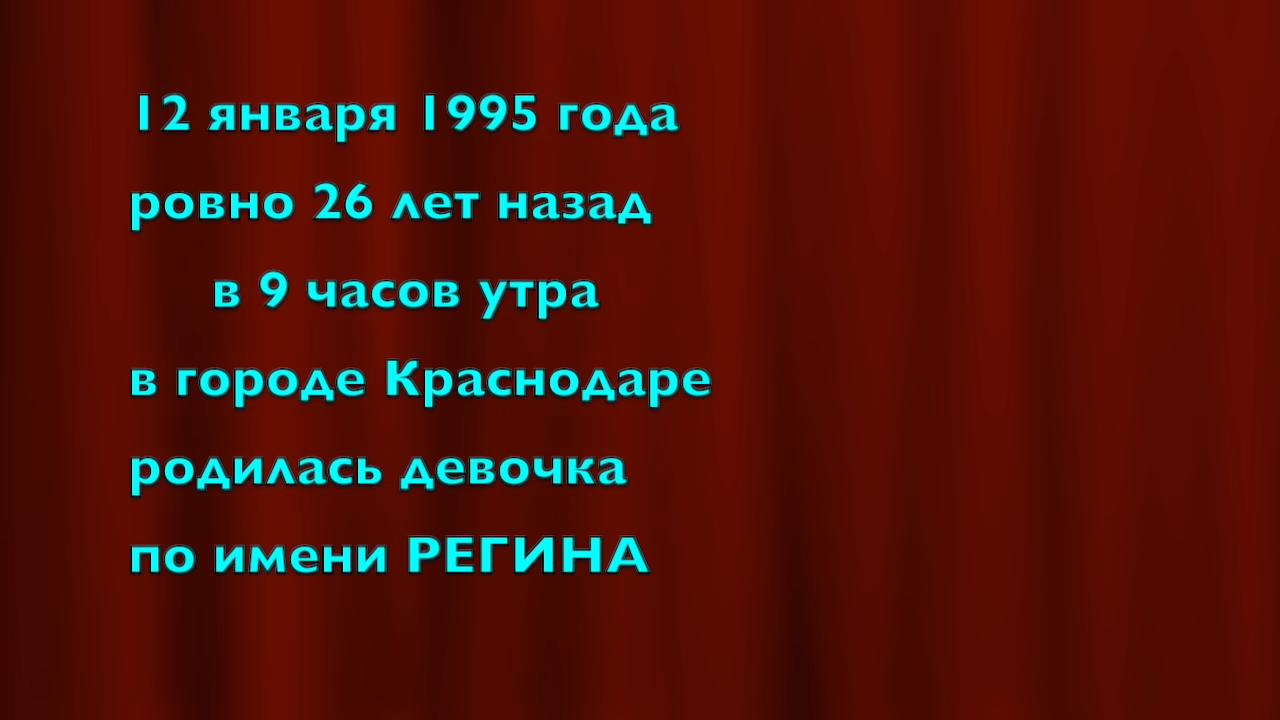 12 января 1995 года
ровно 26 лет назад
в 9 часов утра
в городе Краснодаре
родилась девочка
по имени РЕГИНА